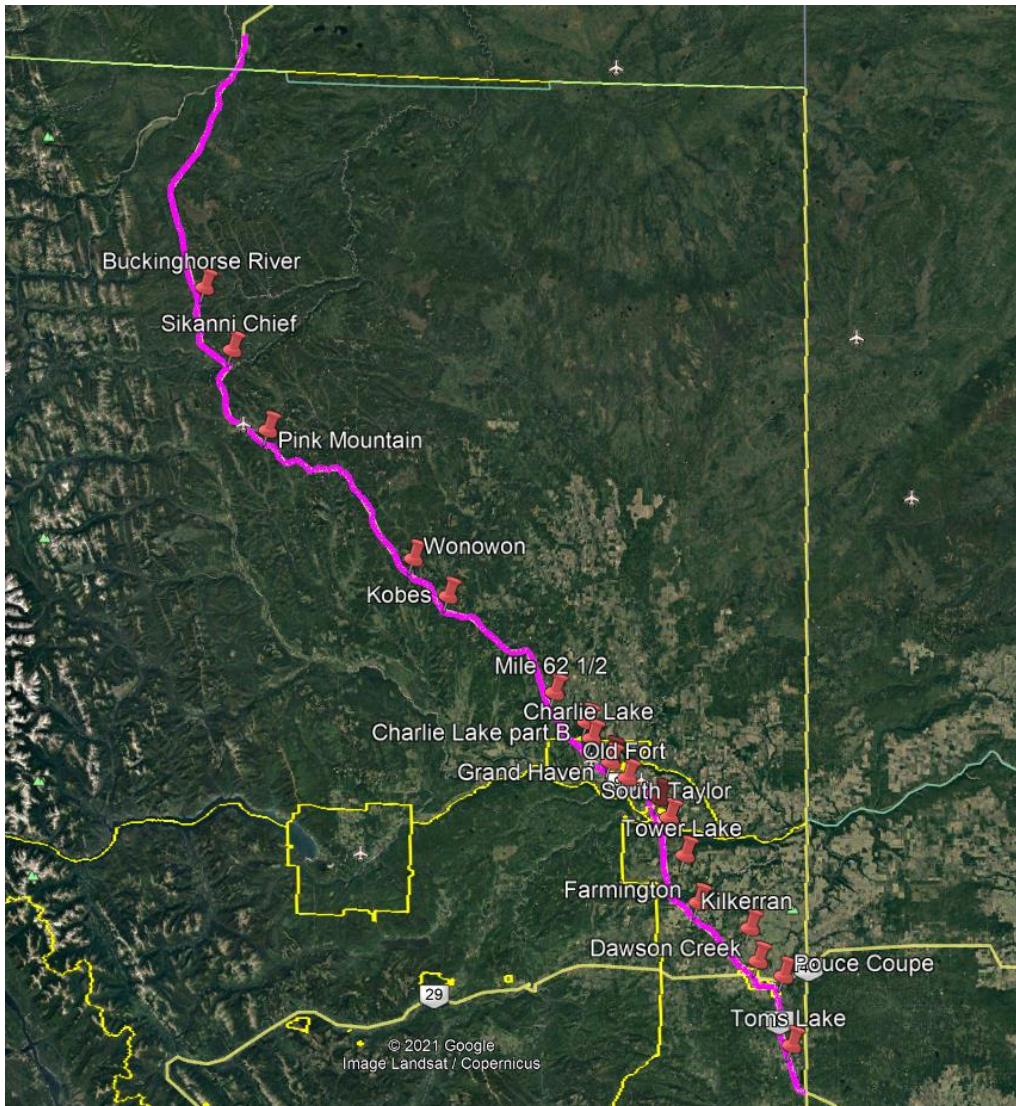 Buckinghorse River
Sikanni Chief
Pink Mountain
Wonowon
Kobes
Mile 62 1/2
Charlie Lake
Charlie Lake part B
Old Fort
Grand Haven
South Taylor
Tower Lake
Farmington
Kilkerran
Dawson Creek
Pouce Coupe
29
Toms Lake
© 2021 Google
Image Landsat / Copernicus